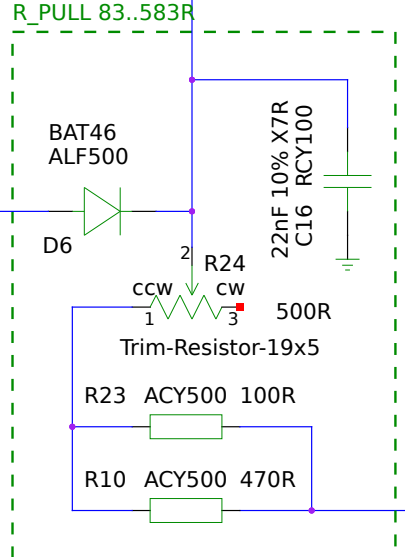 R_PULL 83..583R
BAT46
ALF500
D6
22nF 10% X7R
C16 RCY100
2
R24
ccw
cw
1
3
500R
Trim-Resistor-19x5
R23 ACY500 100R
R10 ACY500 470R